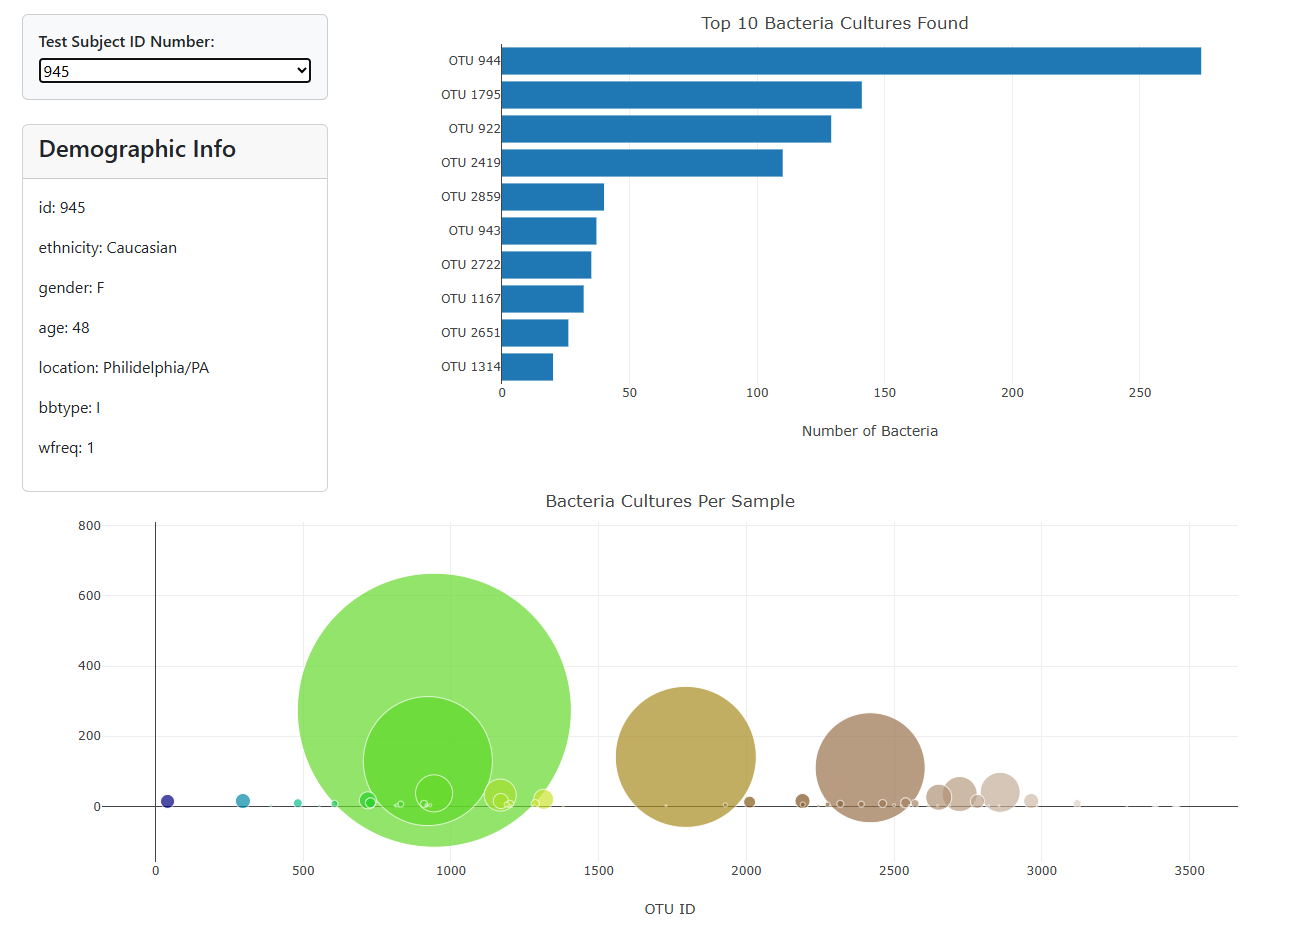 Test Subject ID Number:
945
Demographic Info
id: 945
ethnicity: Caucasian
gender: F
age: 48
location: Philidelphia/PA
bbtype: I
wfreq: 1
Top 10 Bacteria Cultures Found
OTU 944
OTU 1795
OTU 922
OTU 2419
OTU 2859
OTU 943
OTU 2722
OTU 1167
OTU 2651
OTU 1314
0 50 100 150 200 250
Number of Bacteria
Bacteria Cultures Per Sample
800
600
400
200
0
0 500 1000 1500 2000 2500 3000 3500
OTU ID